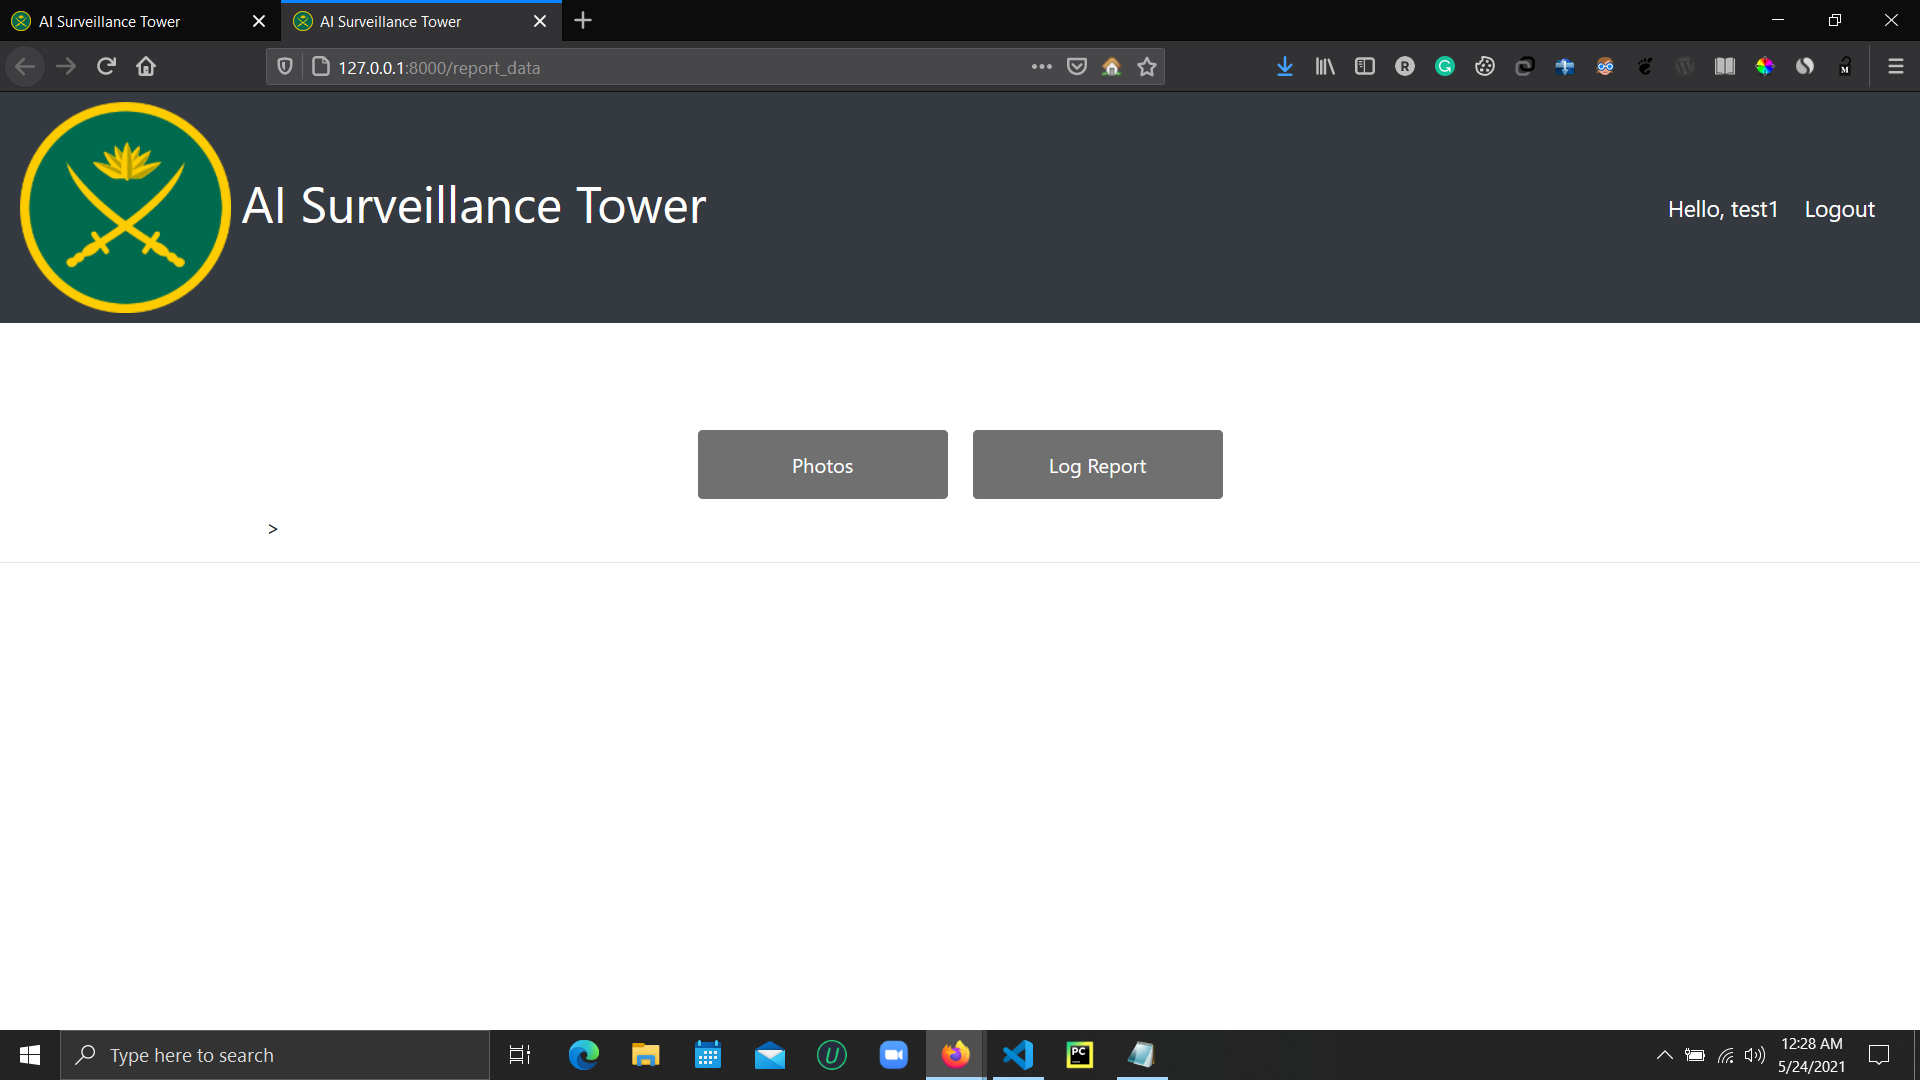 AI Surveillance Tower
AI Surveillance Tower
127.0.0.1:8000/report_data
AI Surveillance Tower
Hello, test1
Logout
Photos
Log Report
>
Type here to search
12:28 AM
5/24/2021